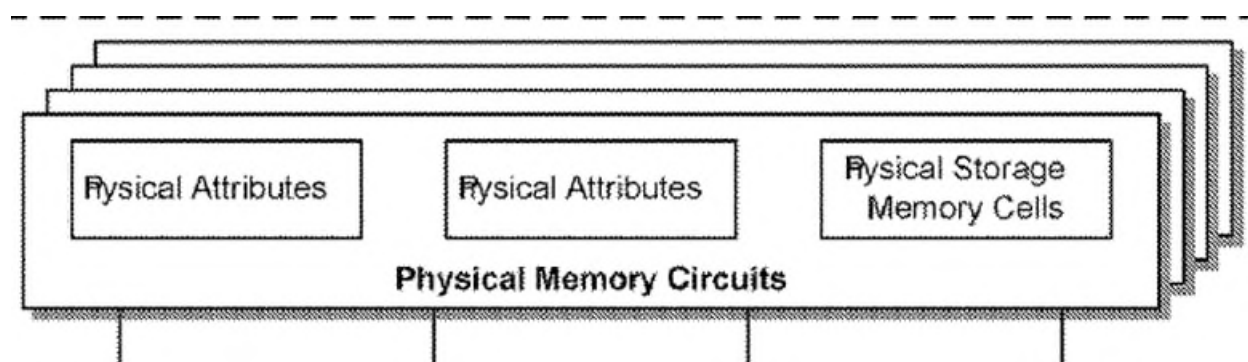 Physical Attributes
Physical Attributes
Physical Storage
Memory Cells
Physical Memory Circuits